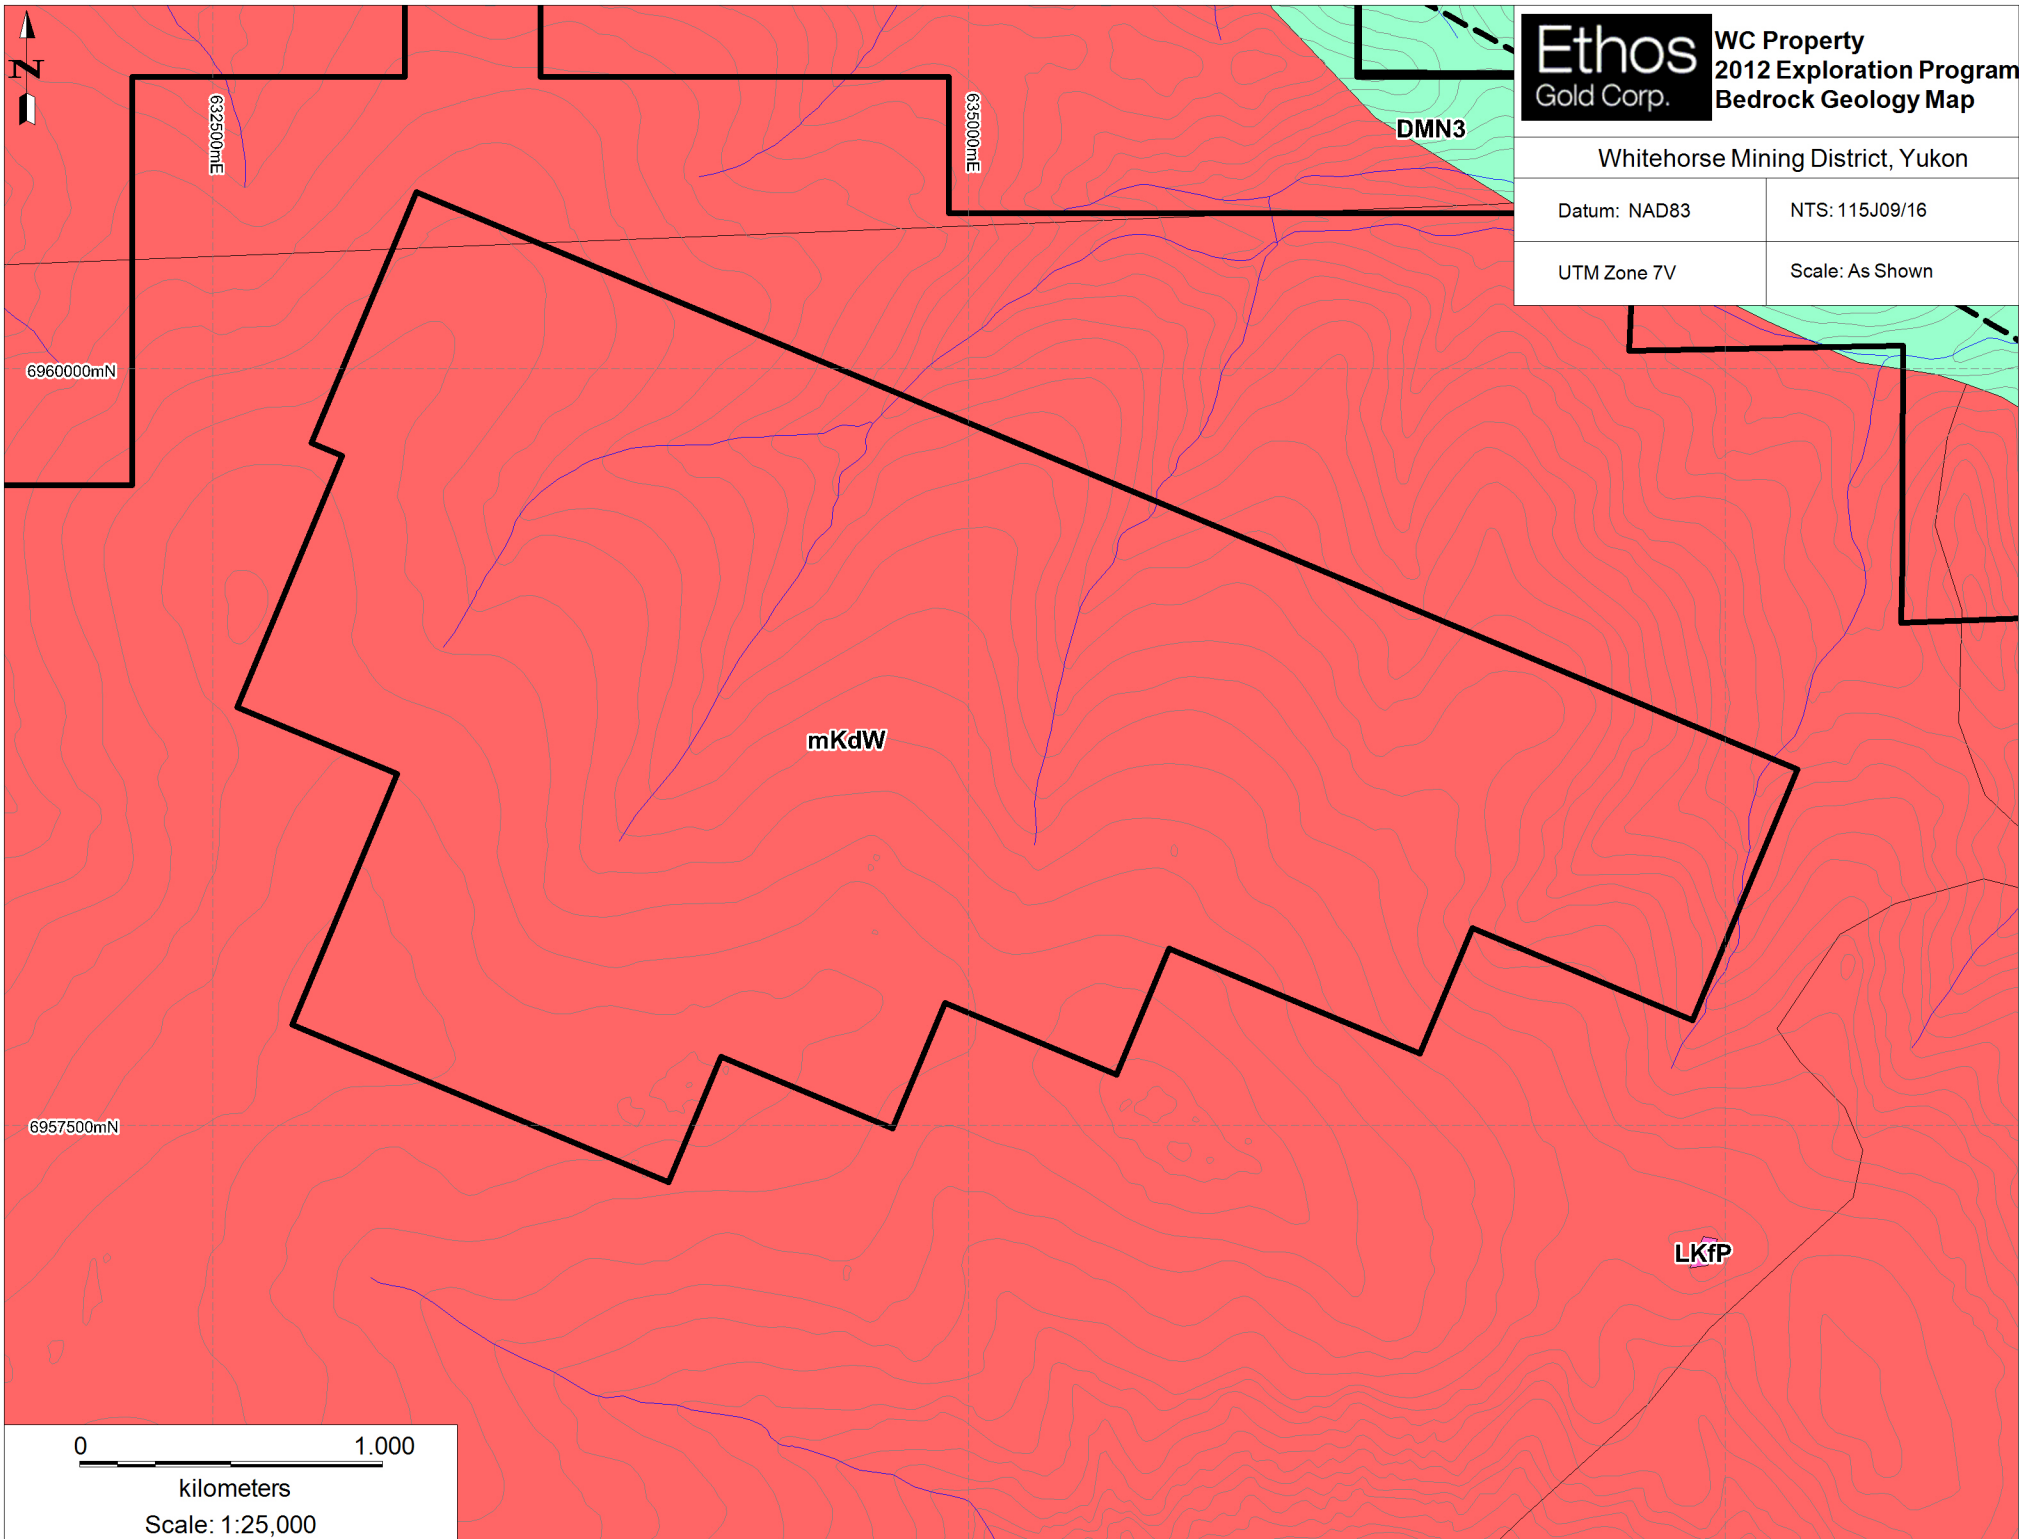 N
Ethos
Gold Corp.
WC Property
2012 Exploration Program
Bedrock Geology Map
Whitehorse Mining District, Yukon
Datum: NAD83
NTS: 115J09/16
UTM Zone 7V
Scale: As Shown
632500mE
635000mE
DMN3
6960000mN
mKdW
6957500mN
LKfP
0
1.000
kilometers
Scale: 1:25,000